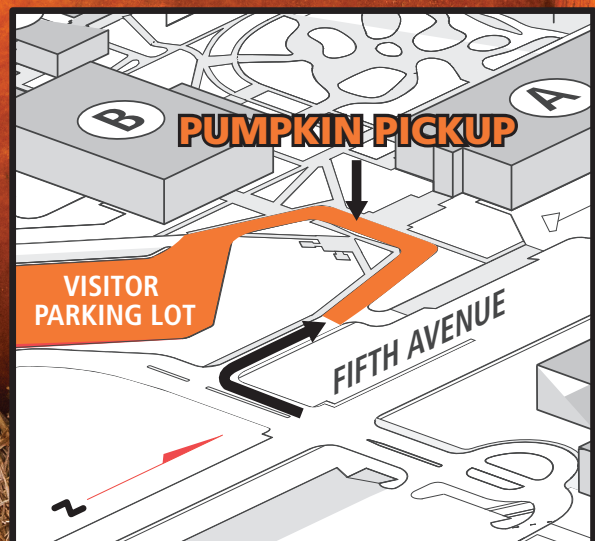 B
A
PUMPKIN PICKUP
VISITOR
PARKING LOT
FIFTH AVENUE
N